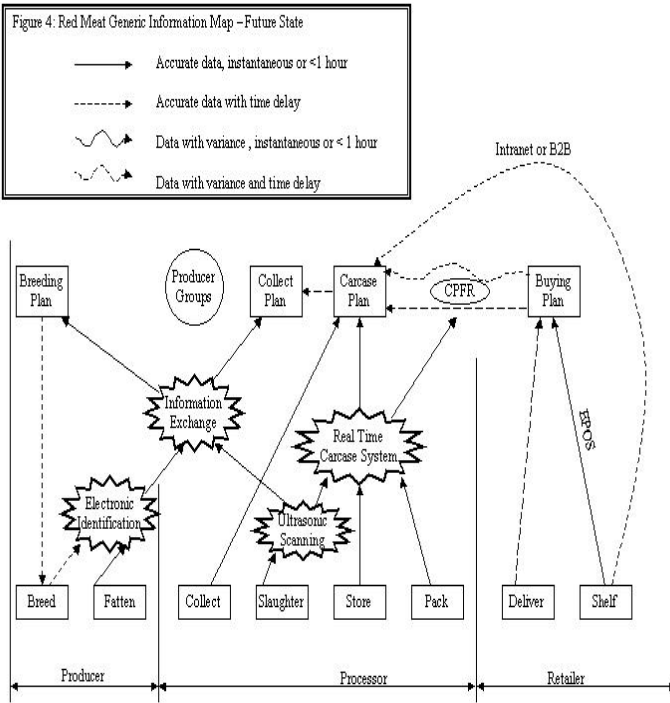 Figure 4: Red Meat Generic Information Map – Future State
Accurate data, instantaneous or <1 hour
Accurate data with time delay
Data with variance , instantaneous or < 1 hour
Data with variance and time delay
Intranet or B2B
Breeding
Plan
Producer
Groups
Collect
Plan
Carcase
Plan
CPFR
Buying
Plan
Information
Exchange
Real Time
Carcase System
EPOS
Electronic
Identification
Ultrasonic
Scanning
Breed
Fatten
Collect
Slaughter
Store
Pack
Deliver
Shelf
Producer
Processor
Retailer